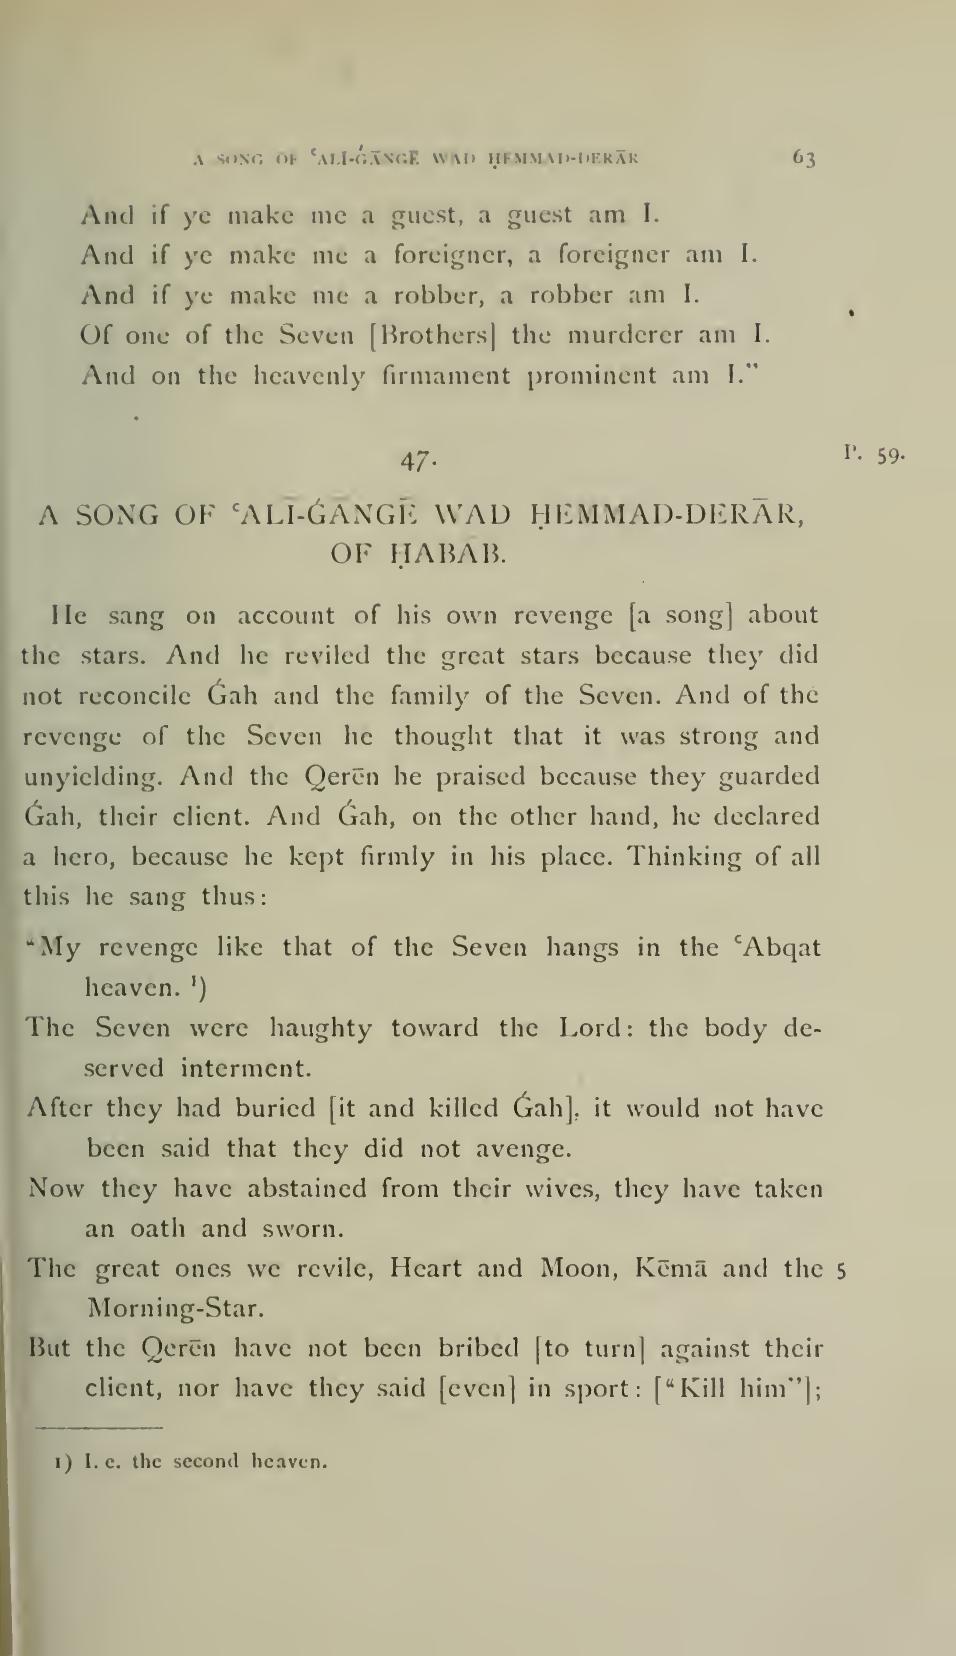 A SONG OF ʿALĪ-ǴĀNGĒ WAD ḤEMMAD-DERĀR 63
And if ye make me a guest, a guest am I.
And if ye make me a foreigner, a foreigner am I.
And if ye make me a robber, a robber am I.
Of one of the Seven [Brothers] the murderer am I.
And on the heavenly firmament prominent am I.”
47. P. 59.
A SONG OF ʿALĪ-ǴĀNGĒ WAD ḤEMMAD-DERĀR,
OF ḤABĀB.
He sang on account of his own revenge [a song] about
the stars. And he reviled the great stars because they did
not reconcile Ǵah and the family of the Seven. And of the
revenge of the Seven he thought that it was strong and
unyielding. And the Qerēn he praised because they guarded
Ǵah, their client. And Ǵah, on the other hand, he declared
a hero, because he kept firmly in his place. Thinking of all
this he sang thus:
“My revenge like that of the Seven hangs in the ʿAbqat
heaven. ¹)
The Seven were haughty toward the Lord: the body de-
served interment.
After they had buried [it and killed Ǵah], it would not have
been said that they did not avenge.
Now they have abstained from their wives, they have taken
an oath and sworn.
The great ones we revile, Heart and Moon, Kēmā and the 5
Morning-Star.
But the Qerēn have not been bribed [to turn] against their
client, nor have they said [even] in sport: [“Kill him”];
1) I. e. the second heaven.